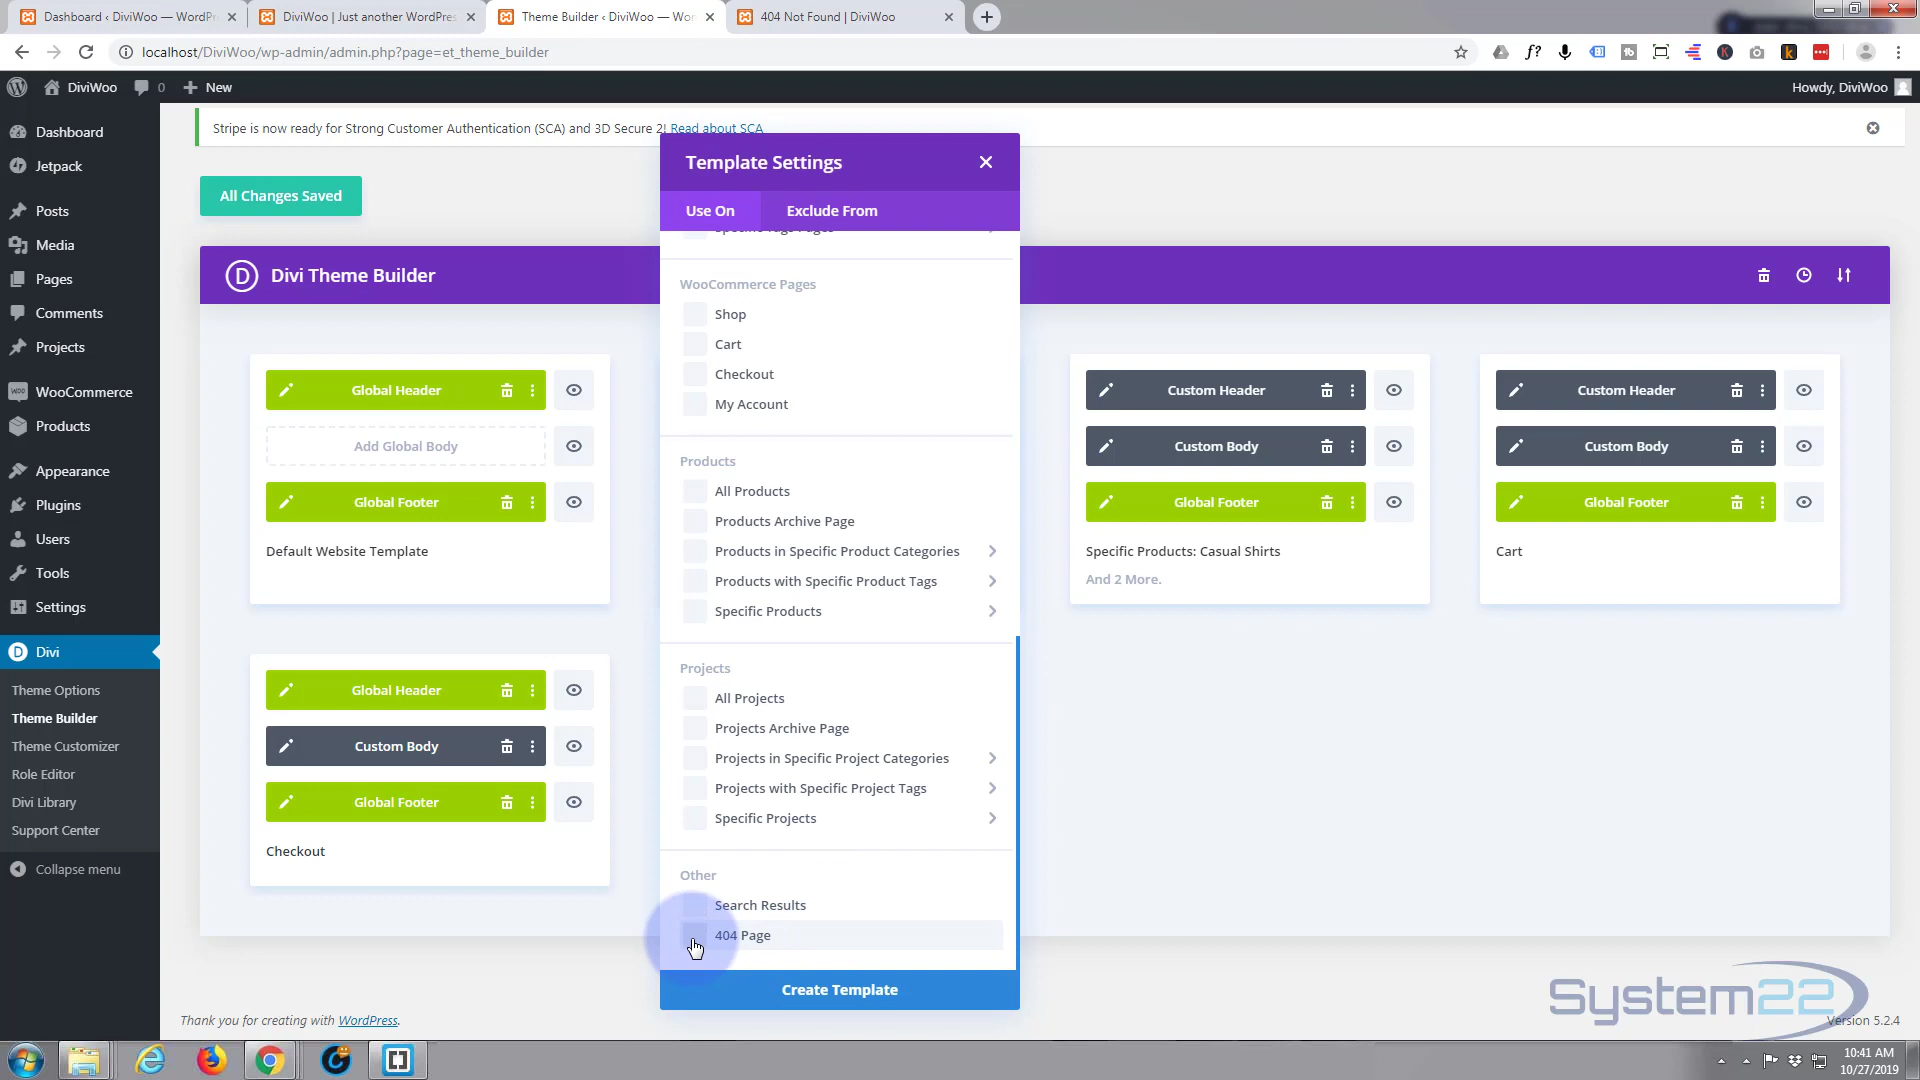 Dashboard ‹ DiviWoo — WordPr
DiviWoo | Just another WordPres
Theme Builder ‹ DiviWoo — Wor
404 Not Found | DiviWoo
localhost/DiviWoo/wp-admin/admin.php?page=et_theme_builder
DiviWoo
0
New
Howdy, DiviWoo
Dashboard
Jetpack
Posts
Media
Pages
Comments
Projects
WooCommerce
Products
Appearance
Plugins
Users
Tools
Settings
Divi
Theme Options
Theme Builder
Theme Customizer
Role Editor
Divi Library
Support Center
Collapse menu
Stripe is now ready for Strong Customer Authentication (SCA) and 3D Secure 2! Read about SCA
All Changes Saved
Divi Theme Builder
Global Header
Add Global Body
Global Footer
Default Website Template
Global Header
Custom Body
Global Footer
Checkout
Template Settings
Use On
Exclude From
Specific Tags Pages
WooCommerce Pages
Shop
Cart
Checkout
My Account
Products
All Products
Products Archive Page
Products in Specific Product Categories
Products with Specific Product Tags
Specific Products
Projects
All Projects
Projects Archive Page
Projects in Specific Project Categories
Projects with Specific Project Tags
Specific Projects
Other
Search Results
404 Page
Create Template
Custom Header
Custom Body
Global Footer
Specific Products: Casual Shirts
And 2 More.
Custom Header
Custom Body
Global Footer
Cart
Thank you for creating with WordPress.
System22
Version 5.2.4
10:41 AM
10/27/2019